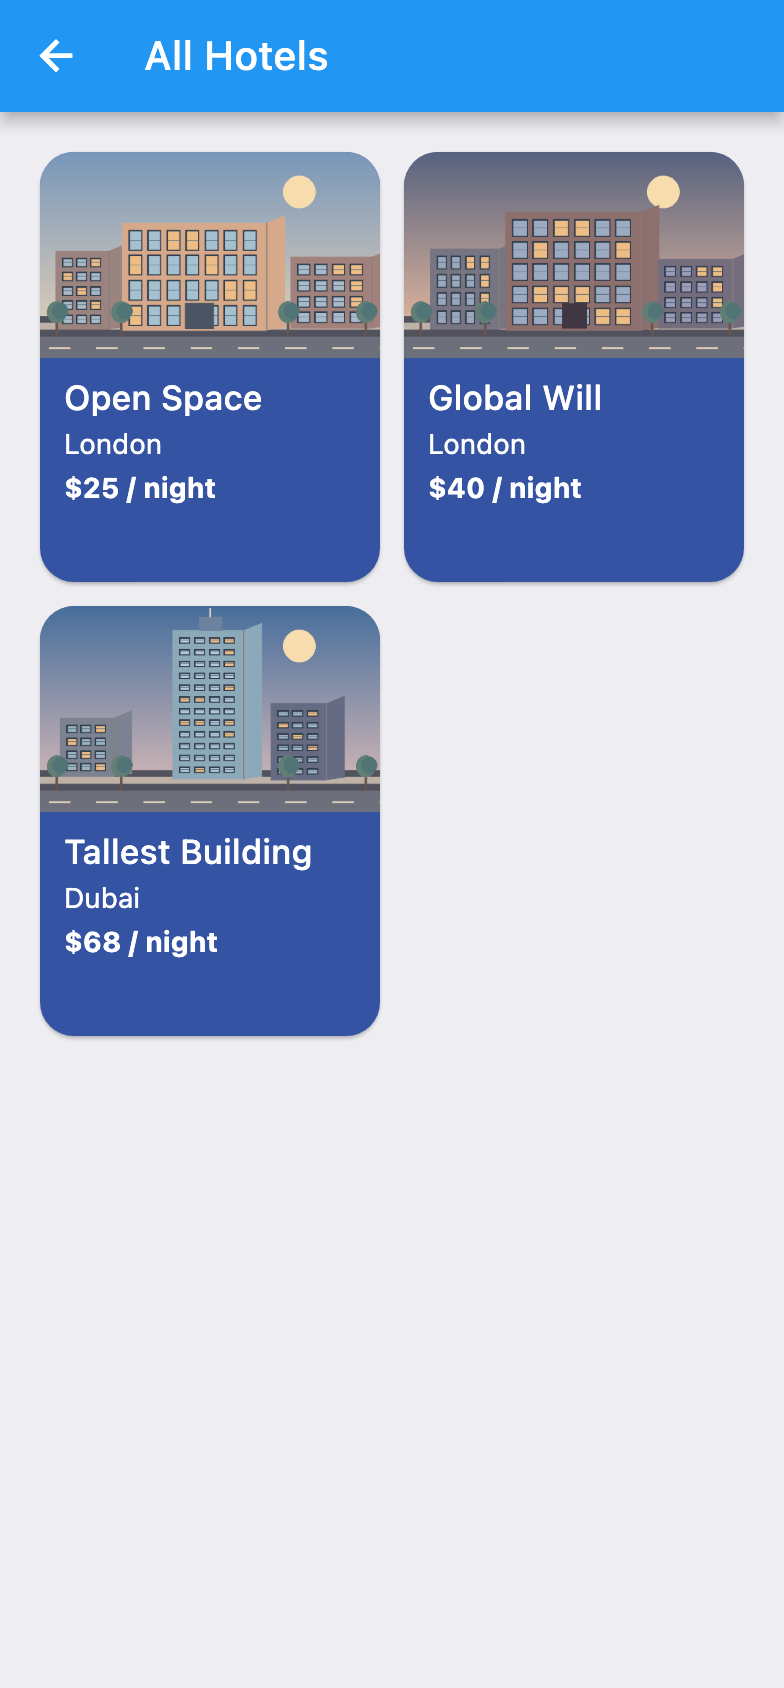 All Hotels
Open Space
London
$25 / night
Global Will
London
$40 / night
Tallest Building
Dubai
$68 / night